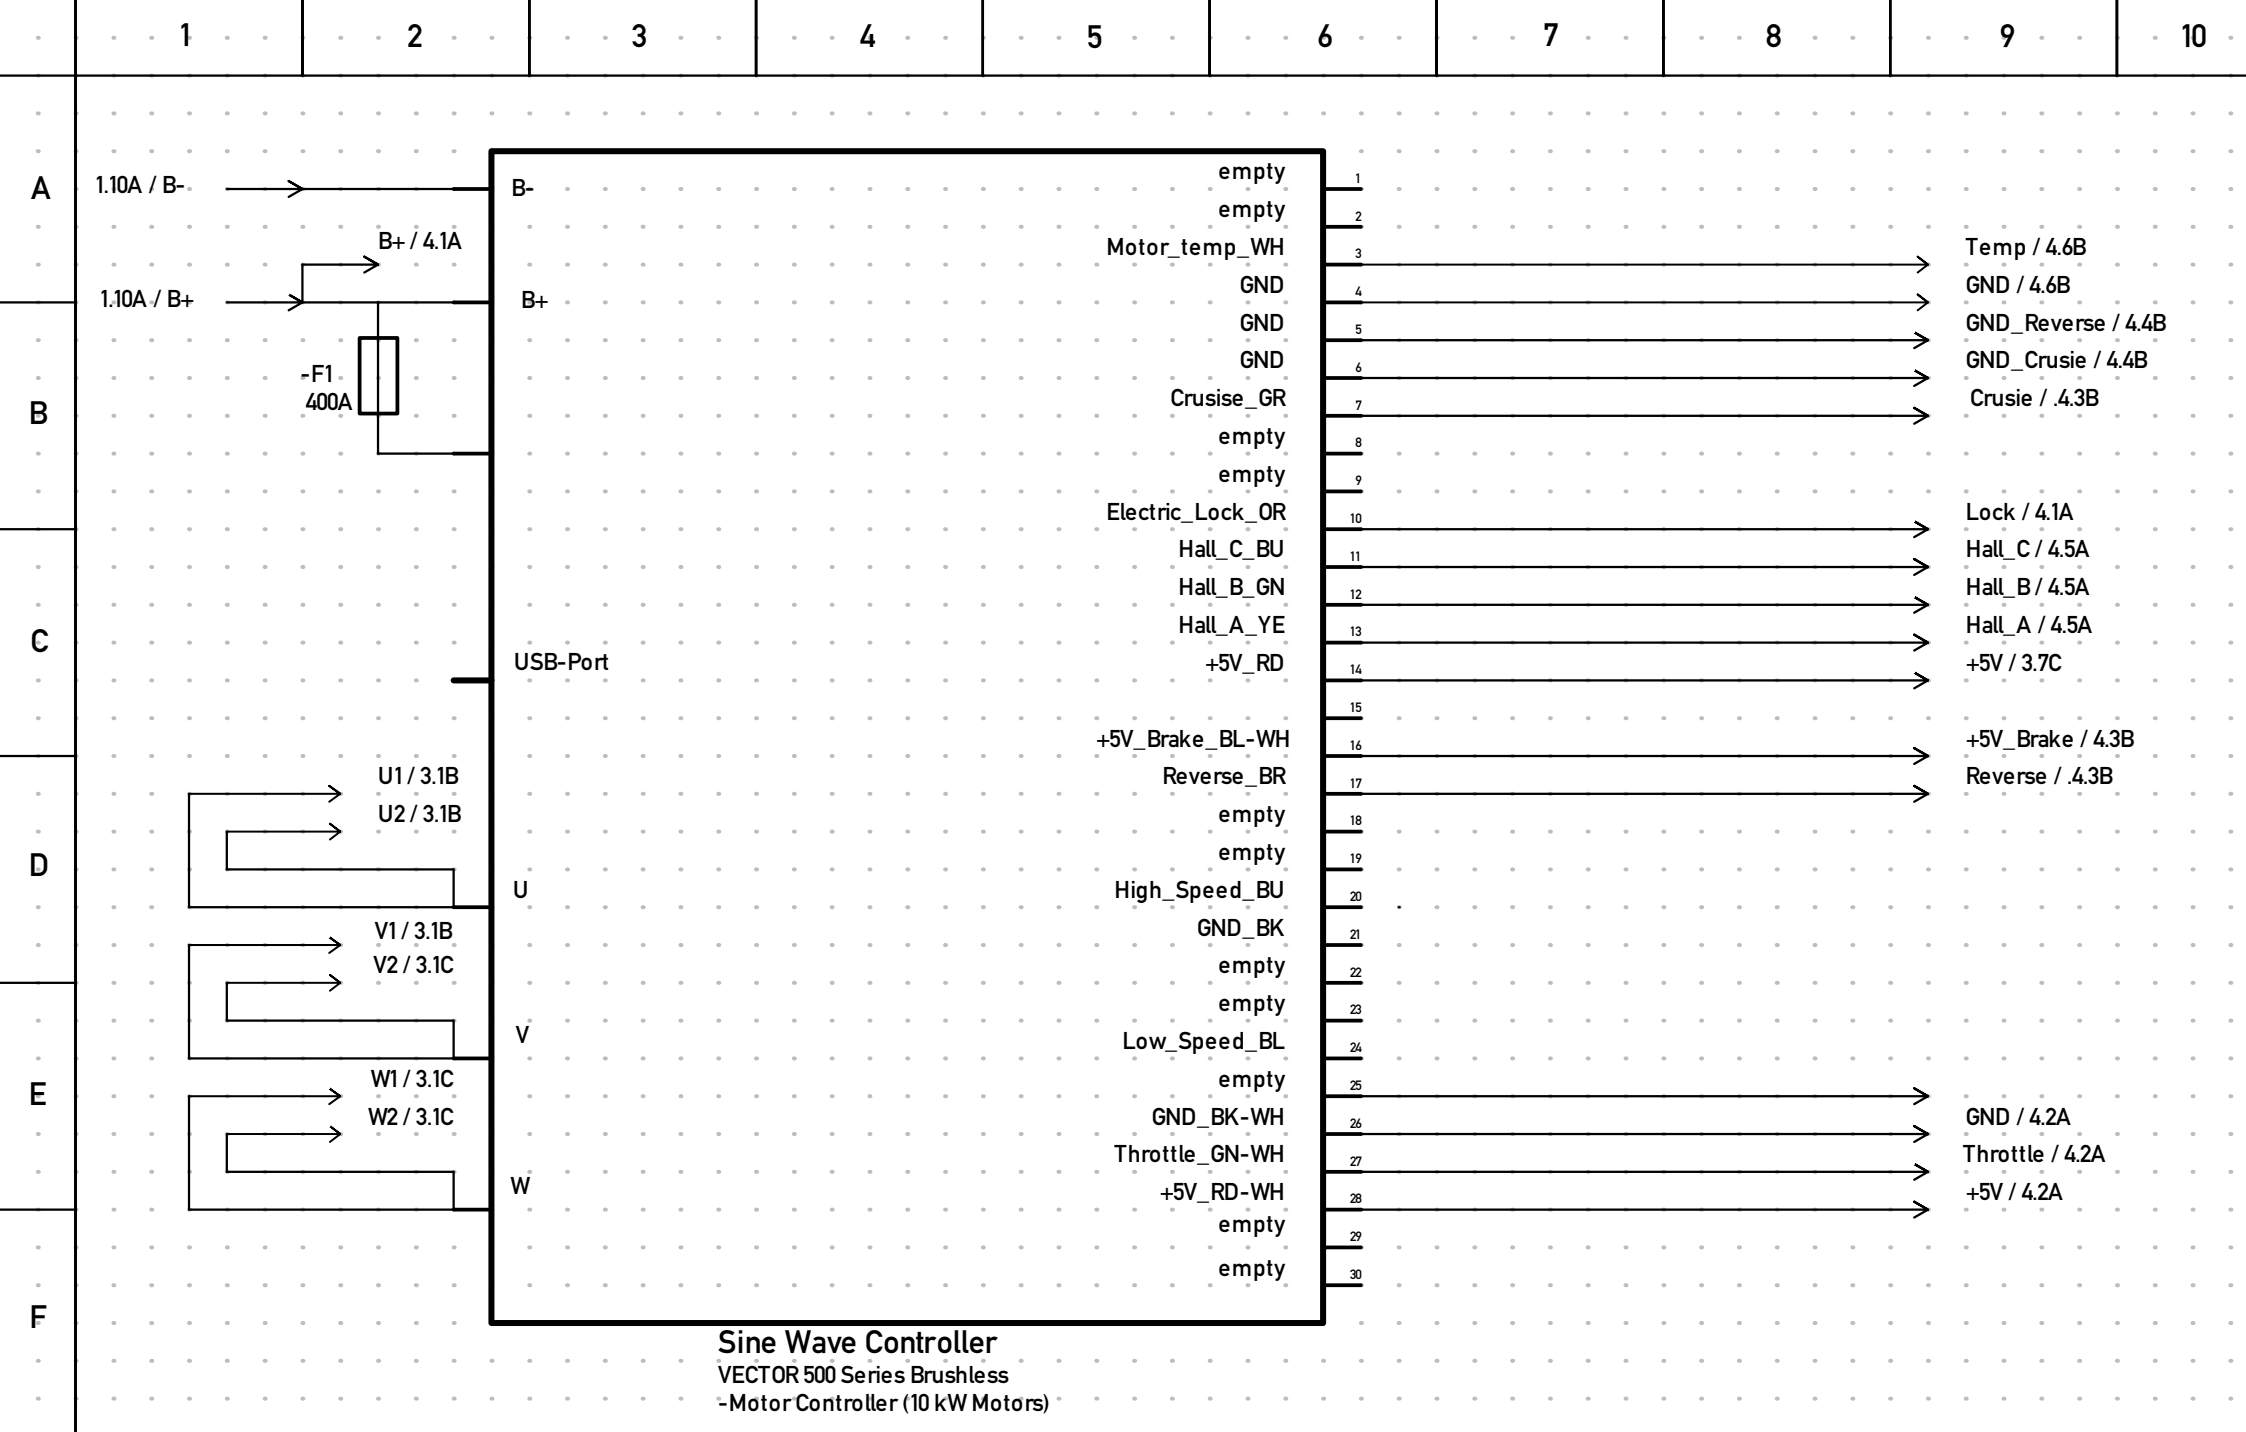 1 2 3 4 5 6 7 8 9 10
A
B
C
D
E
F
1.10A / B-
B+ / 4.1A
1.10A / B+
-F1
400A
U1 / 3.1B
U2 / 3.1B
V1 / 3.1B
V2 / 3.1C
W1 / 3.1C
W2 / 3.1C
B-
B+
USB-Port
U
V
W
empty 1
empty 2
Motor_temp_WH 3 Temp / 4.6B
GND 4 GND / 4.6B
GND 5 GND_Reverse / 4.4B
GND 6 GND_Crusie / 4.4B
Crusise_GR 7 Crusie / .4.3B
empty 8
empty 9
Electric_Lock_OR 10 Lock / 4.1A
Hall_C_BU 11 Hall_C / 4.5A
Hall_B_GN 12 Hall_B / 4.5A
Hall_A_YE 13 Hall_A / 4.5A
+5V_RD 14 +5V / 3.7C
15
+5V_Brake_BL-WH 16 +5V_Brake / 4.3B
Reverse_BR 17 Reverse / .4.3B
empty 18
empty 19
High_Speed_BU 20
GND_BK 21
empty 22
empty 23
Low_Speed_BL 24
empty 25
GND_BK-WH 26 GND / 4.2A
Throttle_GN-WH 27 Throttle / 4.2A
+5V_RD-WH 28 +5V / 4.2A
empty 29
empty 30
Sine Wave Controller
VECTOR 500 Series Brushless
-Motor Controller (10 kW Motors)